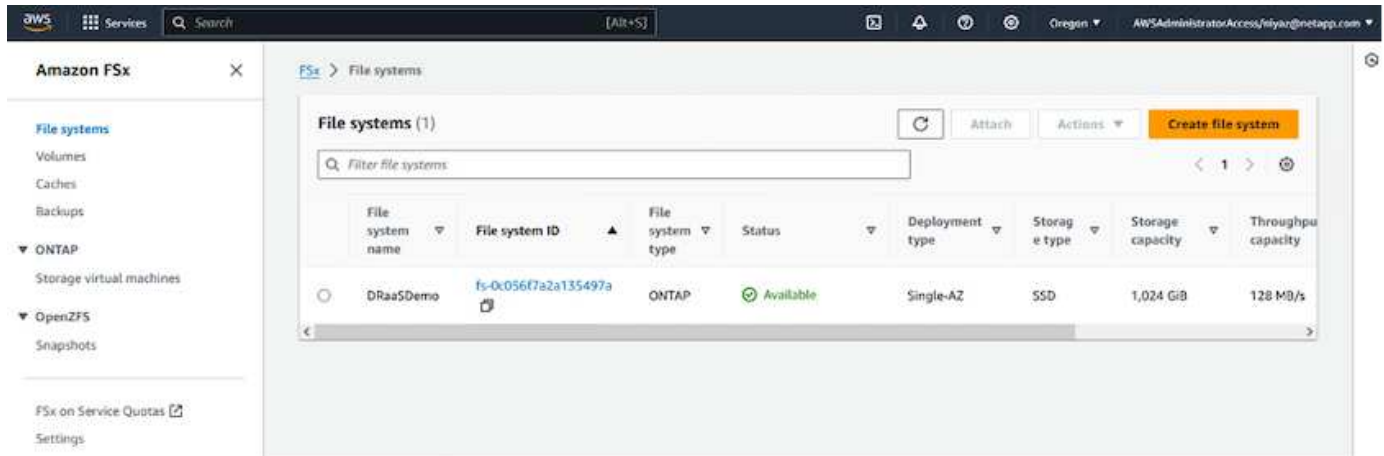 aws Services Search [Alt+S] Oregon ▼ AWSAdministratorAccess/niyaz@netapp.com ▼
Amazon FSx
FSx > File systems
File systems
Volumes
Caches
Backups
▼ ONTAP
Storage virtual machines
▼ OpenZFS
Snapshots
FSx on Service Quotas
Settings
File systems (1)
Attach
Actions ▼
Create file system
Filter file systems
< 1 >
File system name
File system ID
File system type
Status
Deployment type
Storag
e type
Storage capacity
Throughpu
capacity
DRaaSDemo
fs-0c056f7a2a135497a
ONTAP
Available
Single-AZ
SSD
1,024 GiB
128 MB/s